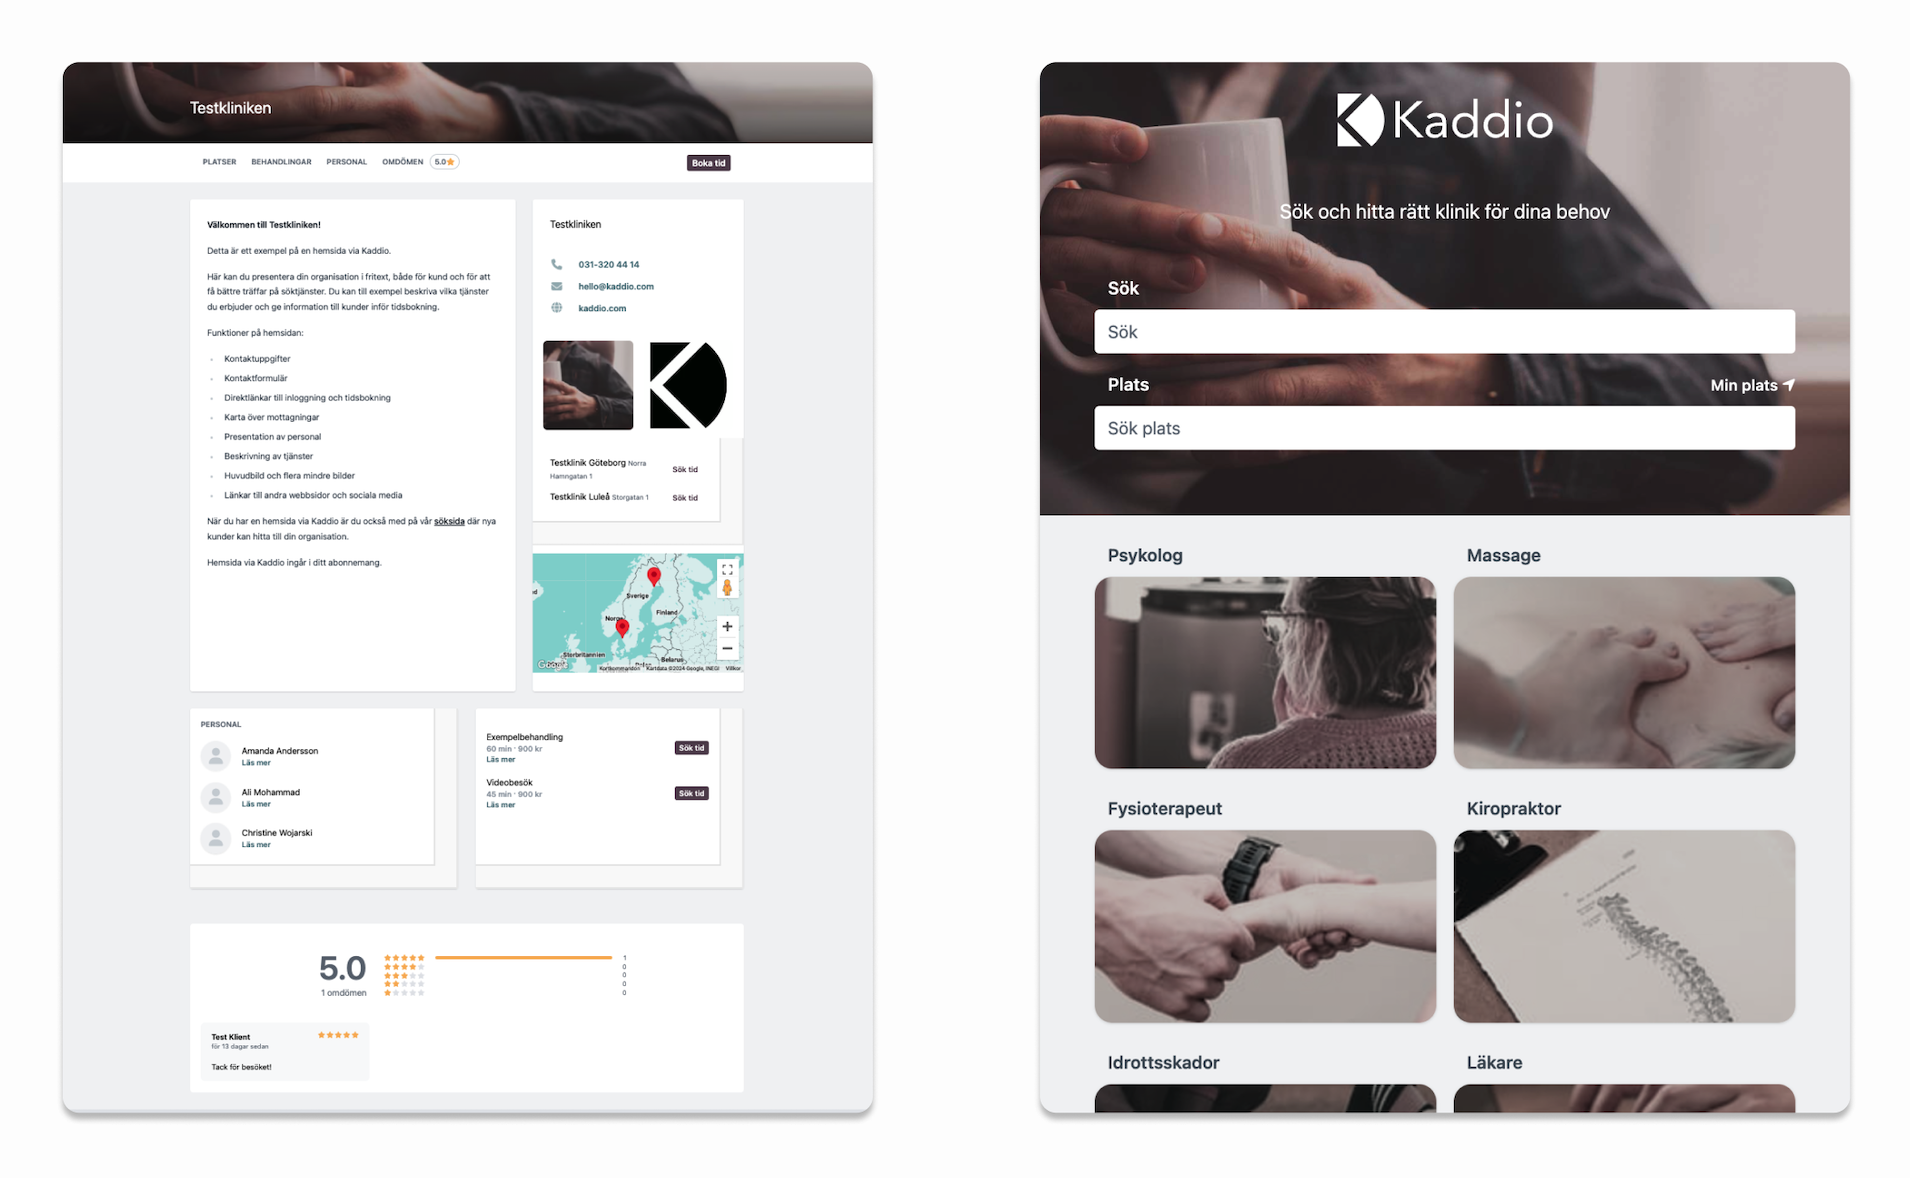 Testkliniken
PLATSER BEHANDLINGAR PERSONAL OMDÖMEN 5.0
Boka tid
Välkommen till Testkliniken!
Detta är ett exempel på en hemsida via Kaddio.
Här kan du presentera din organisation i fritext, både för kund och för att
få bättre träffar på söktjänster. Du kan till exempel beskriva vilka tjänster
du erbjuder och ge information till kunder inför tidsbokning.
Funktioner på hemsidan:
Kontaktuppgifter
Kontaktformulär
Direktlänkar till inloggning och tidsbokning
Karta över mottagningar
Presentation av personal
Beskrivning av tjänster
Huvudbild och flera mindre bilder
Länkar till andra webbsidor och sociala media
När du har en hemsida via Kaddio är du också med på vår söksida där nya
kunder kan hitta till din organisation.
Hemsida via Kaddio ingår i ditt abonnemang.
Testkliniken
031-320 44 14
hello@kaddio.com
kaddio.com
Testklinik Göteborg Norra
Hamngatan 1
Sök tid
Testklinik Luleå Storgatan 1
Sök tid
Sverige
Finland
Norge
Storbritannien
Belarus
Polen
Google
Kortkommandon Kartdata ©2024 Google, INEGI Villkor
PERSONAL
Amanda Andersson
Läs mer
Ali Mohammad
Läs mer
Christine Wojarski
Läs mer
Exempelbehandling
60 min · 900 kr
Läs mer
Sök tid
Videobesök
45 min · 900 kr
Läs mer
Sök tid
5.0
1 omdömen
1
0
0
0
0
Test Klient
för 13 dagar sedan
Tack för besöket!
Kaddio
Sök och hitta rätt klinik för dina behov
Sök
Sök
Plats
Min plats
Sök plats
Psykolog
Massage
Fysioterapeut
Kiropraktor
Idrottsskador
Läkare